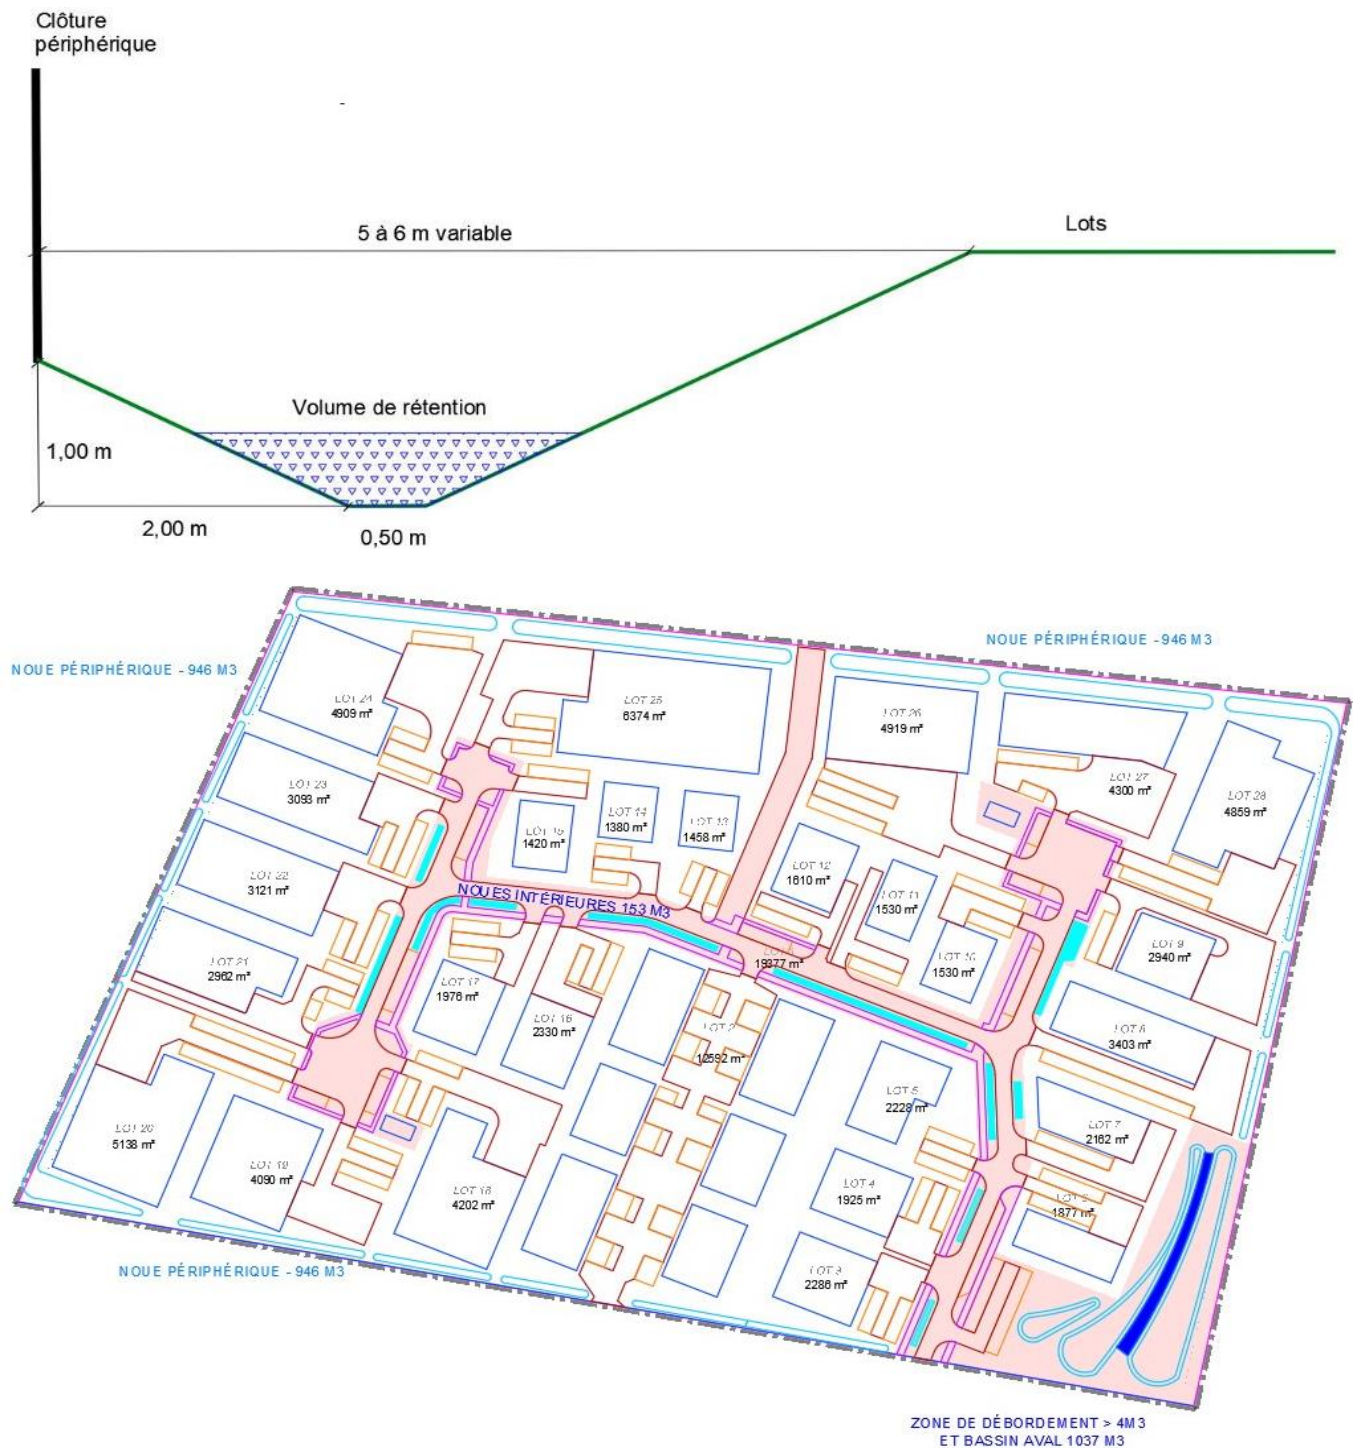 Clôture
périphérique
-
5 à 6 m variable
Lots
Volume de rétention
1,00 m
2,00 m
0,50 m
NOUE PÉRIPHÉRIQUE - 946 M3
NOUE PÉRIPHÉRIQUE - 946 M3
LOT 24
4909 m²
LOT 25
6374 m²
LOT 26
4919 m²
LOT 27
4300 m²
LOT 28
4859 m²
LOT 23
3093 m²
LOT 15
1420 m²
LOT 14
1380 m²
LOT 13
1458 m²
LOT 12
1610 m²
LOT 11
1530 m²
LOT 22
3121 m²
NOUES INTÉRIEURES 153 M3
LOT 10
1530 m²
LOT 9
2940 m²
19377 m²
LOT 21
2962 m²
LOT 17
1976 m²
LOT 16
2330 m²
LOT 2
12592 m²
3403 m²
LOT 5
2228 m²
LOT 7
2162 m²
LOT 20
5138 m²
LOT 19
4090 m²
LOT 18
4202 m²
LOT 4
1925 m²
1877 m²
LOT 3
2286 m²
NOUE PÉRIPHÉRIQUE - 946 M3
ZONE DE DÉBORDEMENT > 4M3
ET BASSIN AVAL 1037 M3